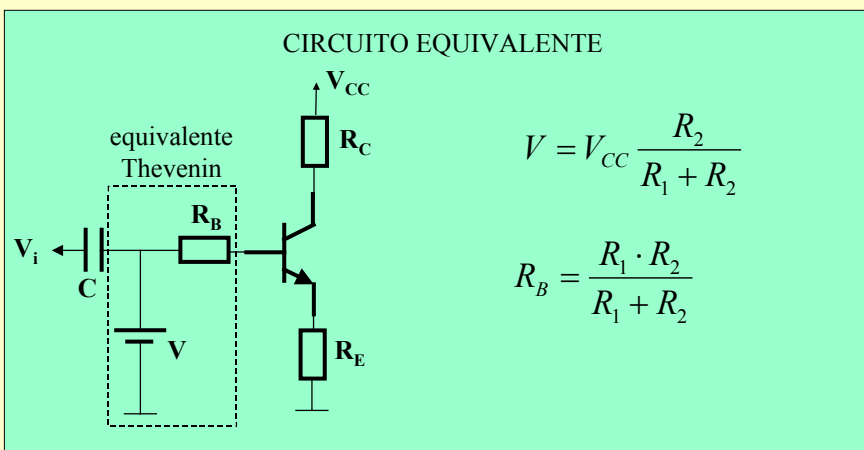 CIRCUITO EQUIVALENTE
V_CC
equivalente
Thevenin
R_C
R_B
V_i
C
V
R_E
V = V_CC R_2 / (R_1 + R_2)
R_B = R_1 · R_2 / (R_1 + R_2)